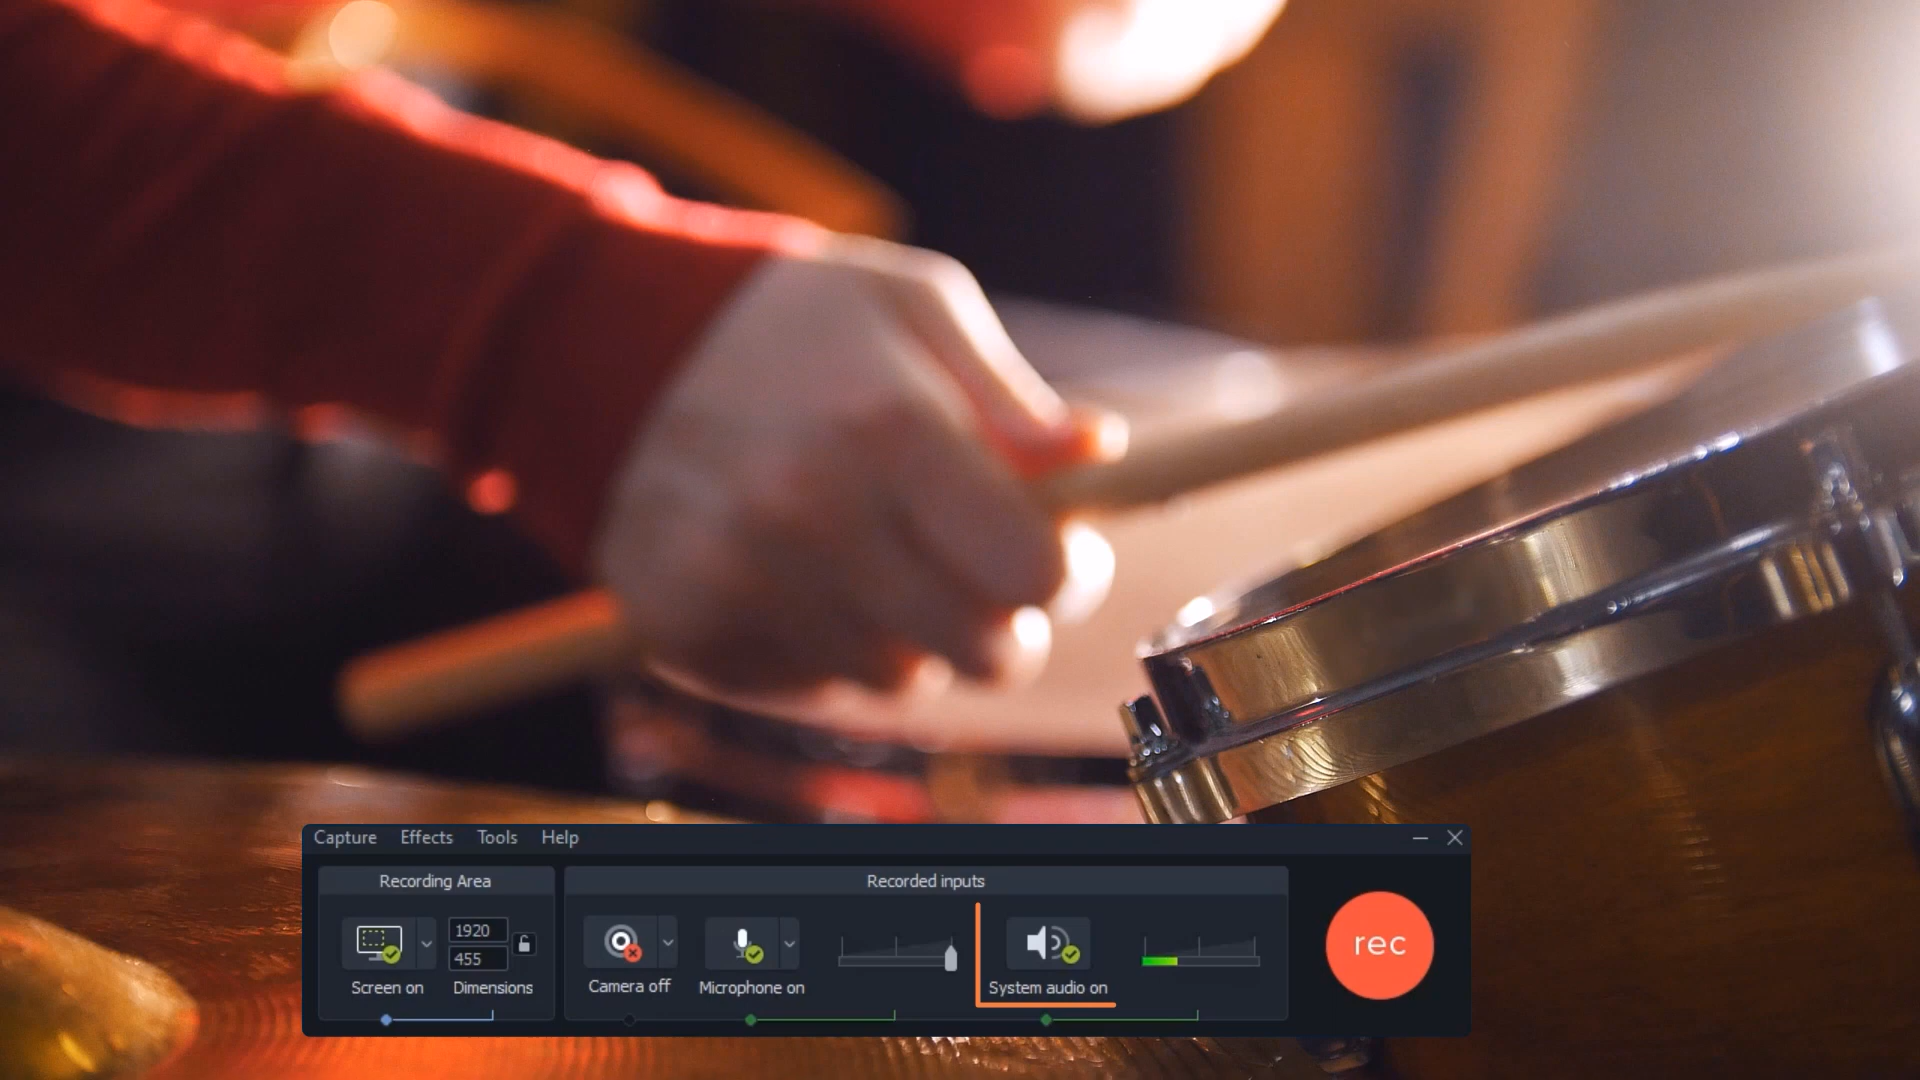 Capture Effects Tools Help
Recording Area
Recorded inputs
1920
455
rec
Screen on
Dimensions
Camera off
Microphone on
System audio on